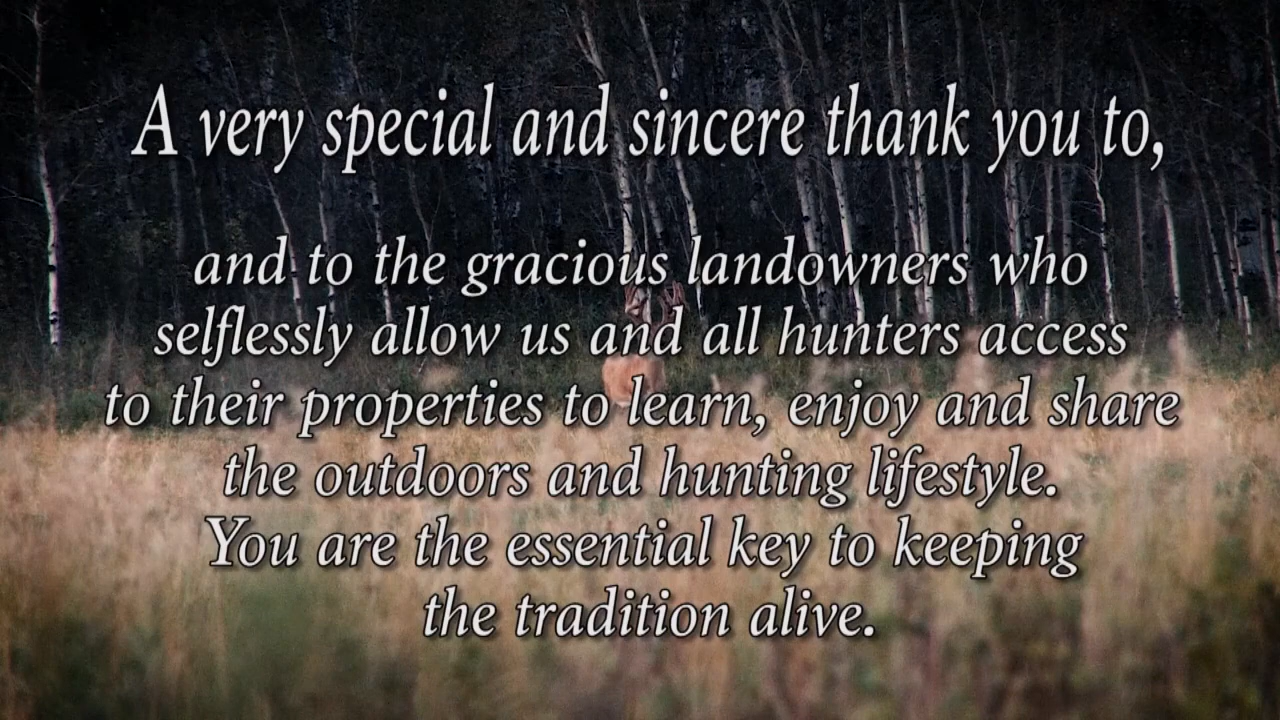 A very special and sincere thank you to,
and to the gracious landowners who
selflessly allow us and all hunters access
to their properties to learn, enjoy and share
the outdoors and hunting lifestyle.
You are the essential key to keeping
the tradition alive.